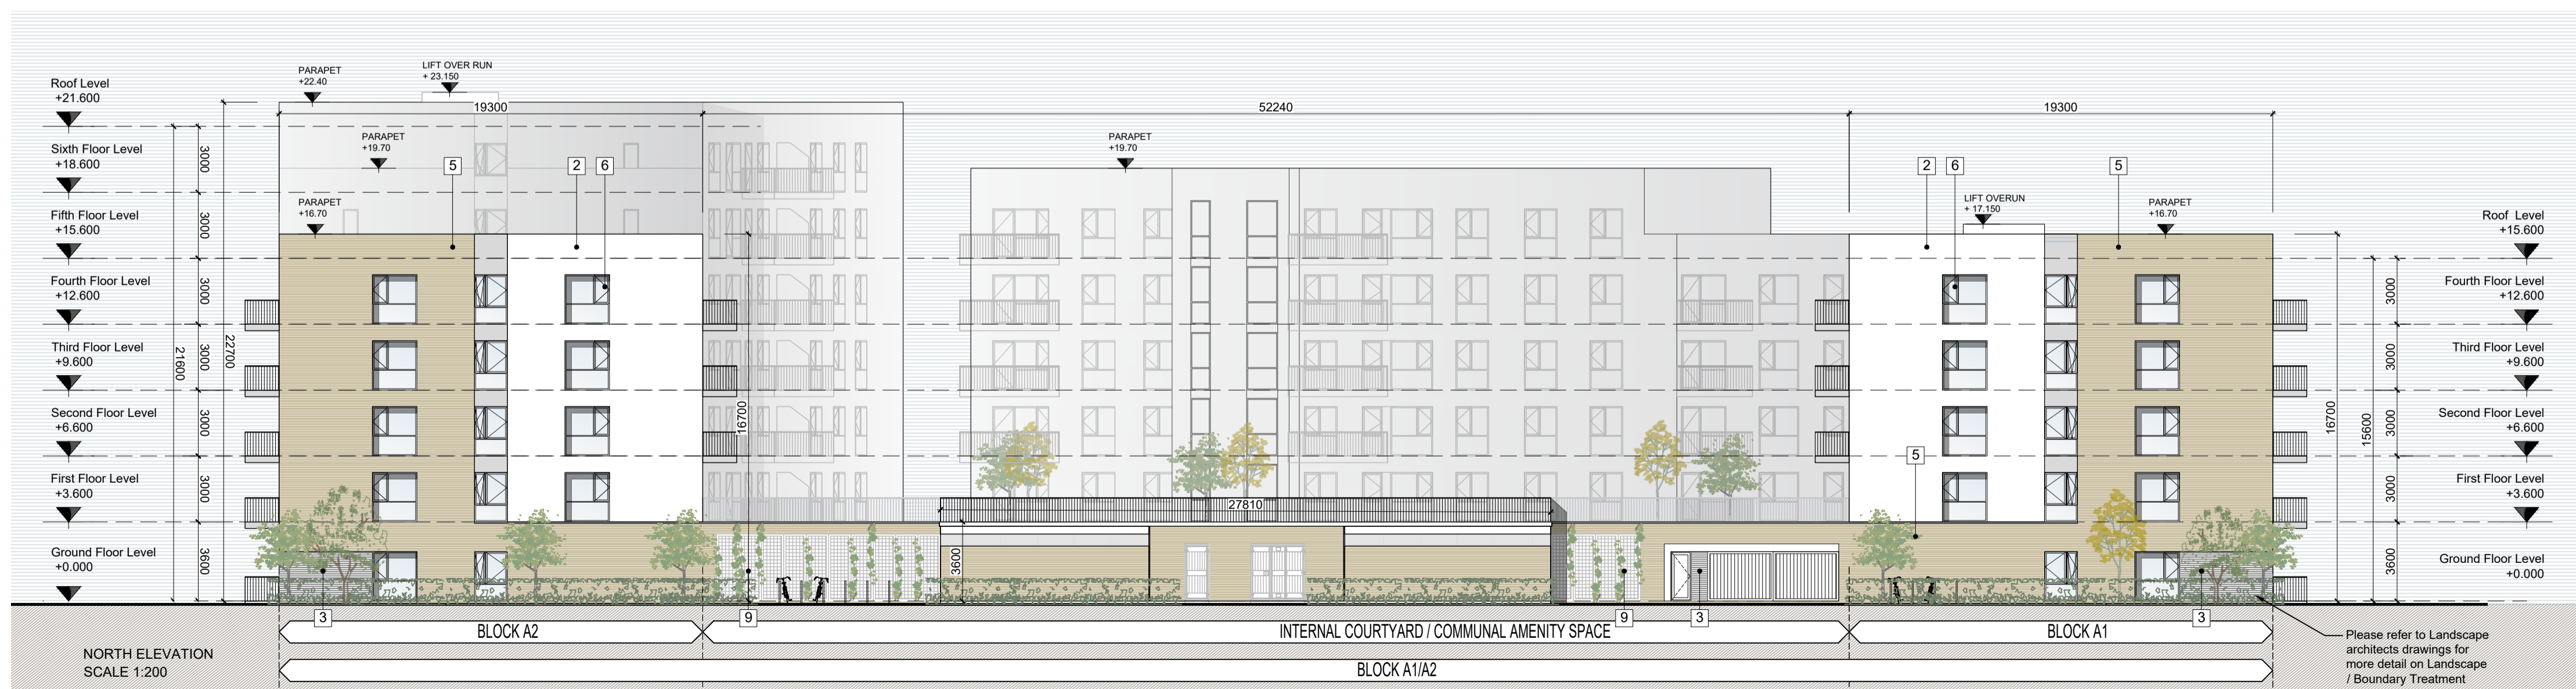 Roof Level
+21.600
Sixth Floor Level
+18.600
Fifth Floor Level
+15.600
Fourth Floor Level
+12.600
Third Floor Level
+9.600
Second Floor Level
+6.600
First Floor Level
+3.600
Ground Floor Level
+0.000
21600
3000
3000
3000
3000
3000
3000
3600
22700
PARAPET
+22.40
LIFT OVER RUN
+ 23.150
19300
52240
19300
PARAPET
+19.70
PARAPET
+16.70
5
2
6
PARAPET
+19.70
2
6
5
LIFT OVERUN
+ 17.150
PARAPET
+16.70
16700
27810
3600
5
16700
15600
3000
3000
3000
3000
3600
Roof Level
+15.600
Fourth Floor Level
+12.600
Third Floor Level
+9.600
Second Floor Level
+6.600
First Floor Level
+3.600
Ground Floor Level
+0.000
3
9
9
3
3
BLOCK A2
INTERNAL COURTYARD / COMMUNAL AMENITY SPACE
BLOCK A1
BLOCK A1/A2
NORTH ELEVATION
SCALE 1:200
Please refer to Landscape
architects drawings for
more detail on Landscape
/ Boundary Treatment